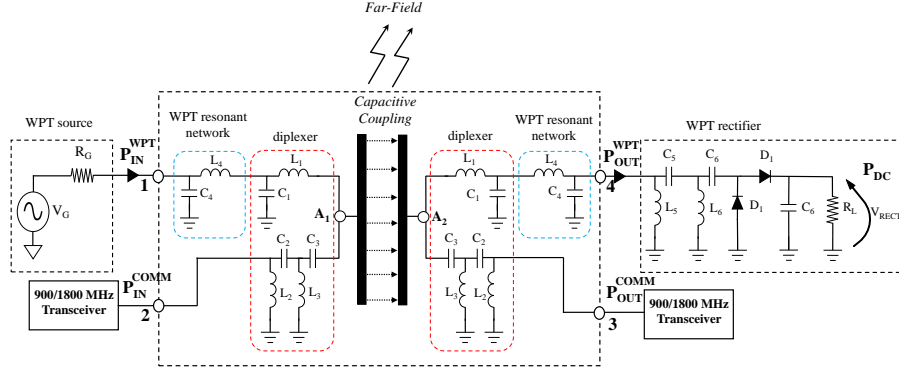 Far-Field
Capacitive
Coupling
WPT source
WPT resonant
network
diplexer
diplexer
WPT resonant
network
WPT rectifier
R_G
P_IN^WPT
1
L_4
C_4
L_1
C_1
A_1
V_G
C_2
C_3
L_2
L_3
A_2
L_1
C_1
L_4
C_4
P_OUT^WPT
4
C_3
C_2
L_3
L_2
C_5
C_6
D_1
L_5
L_6
D_1
C_6
R_L
P_DC
V_RECT
900/1800 MHz
Transceiver
P_IN^COMM
2
P_OUT^COMM
3
900/1800 MHz
Transceiver